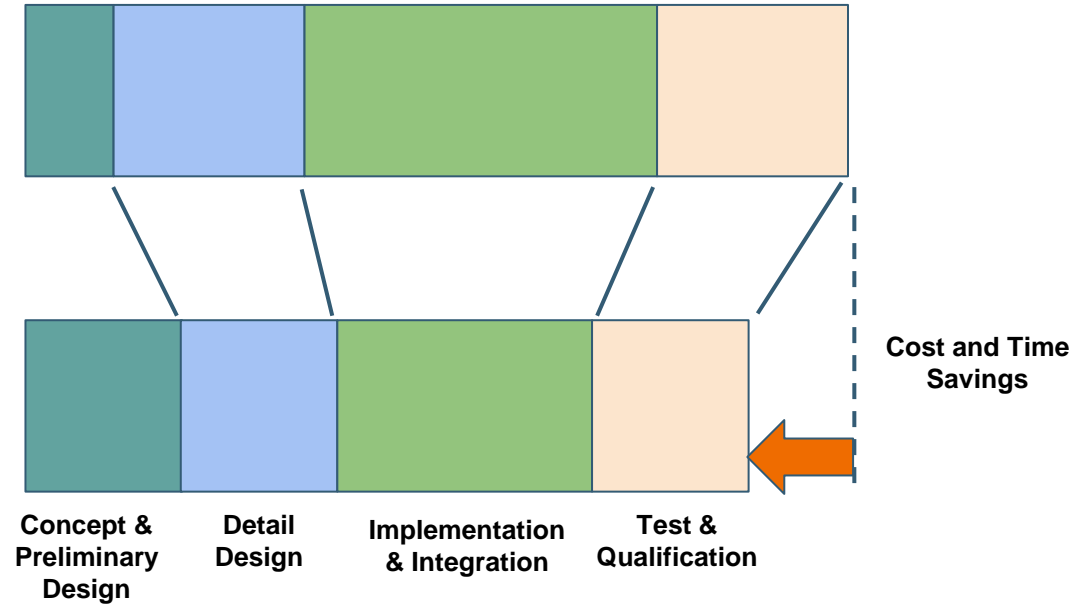 Cost and Time
Savings
Concept &
Preliminary
Design
Detail
Design
Implementation
& Integration
Test &
Qualification